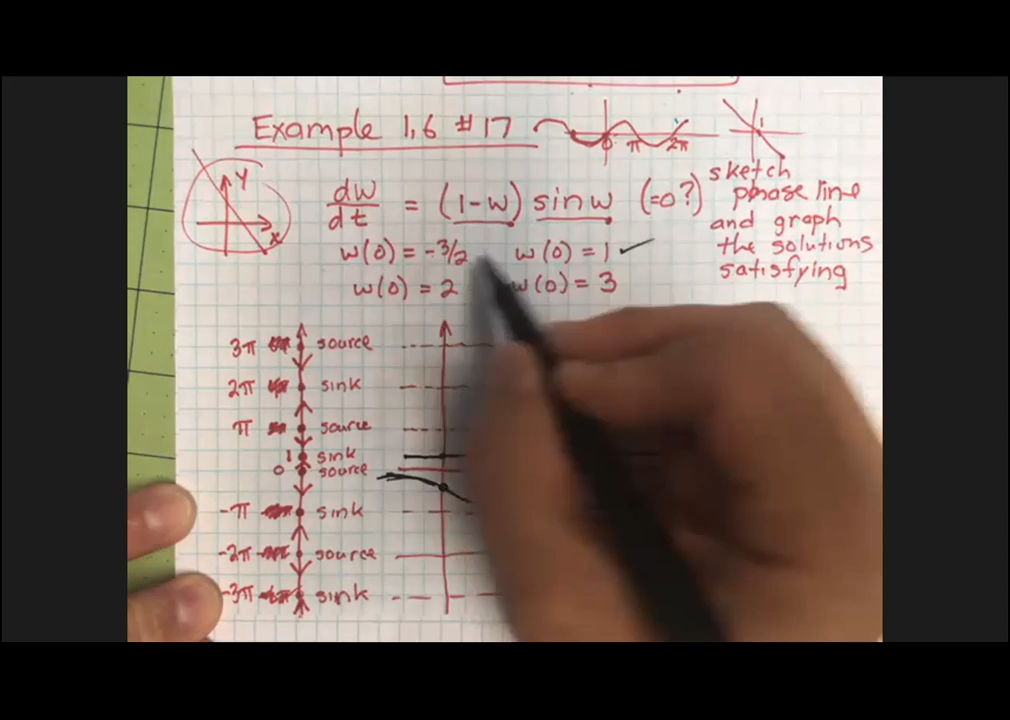 Example 1.6 #17
0 π 2π
1
Y
x
dw/dt = (1-w) sin w (=0?)
sketch phase line and graph the solutions satisfying
w(0) = -3/2 w(0) = 1 ✓
w(0) = 2 w(0) = 3
3π source
2π sink
π source
1 sink
0 source
-π sink
-2π source
-3π sink